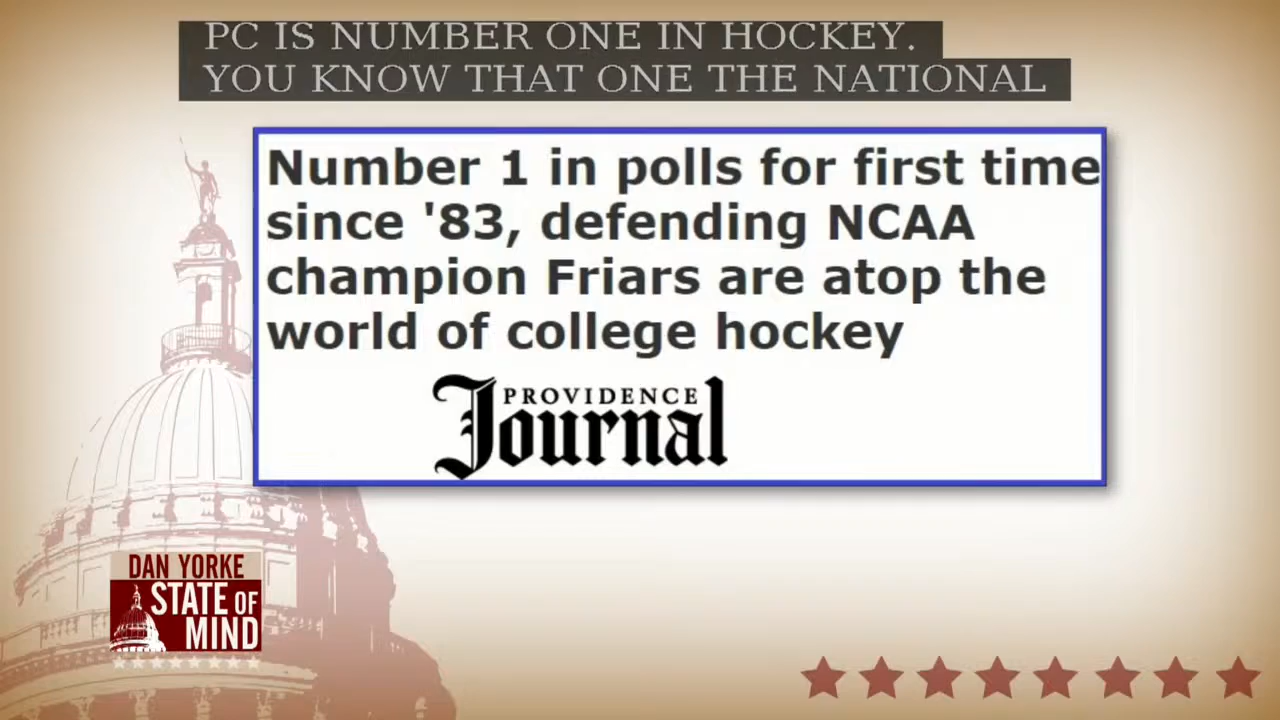 PC IS NUMBER ONE IN HOCKEY.
YOU KNOW THAT ONE THE NATIONAL
Number 1 in polls for first time
since '83, defending NCAA
champion Friars are atop the
world of college hockey
PROVIDENCE
Journal
DAN YORKE
STATE OF
MIND